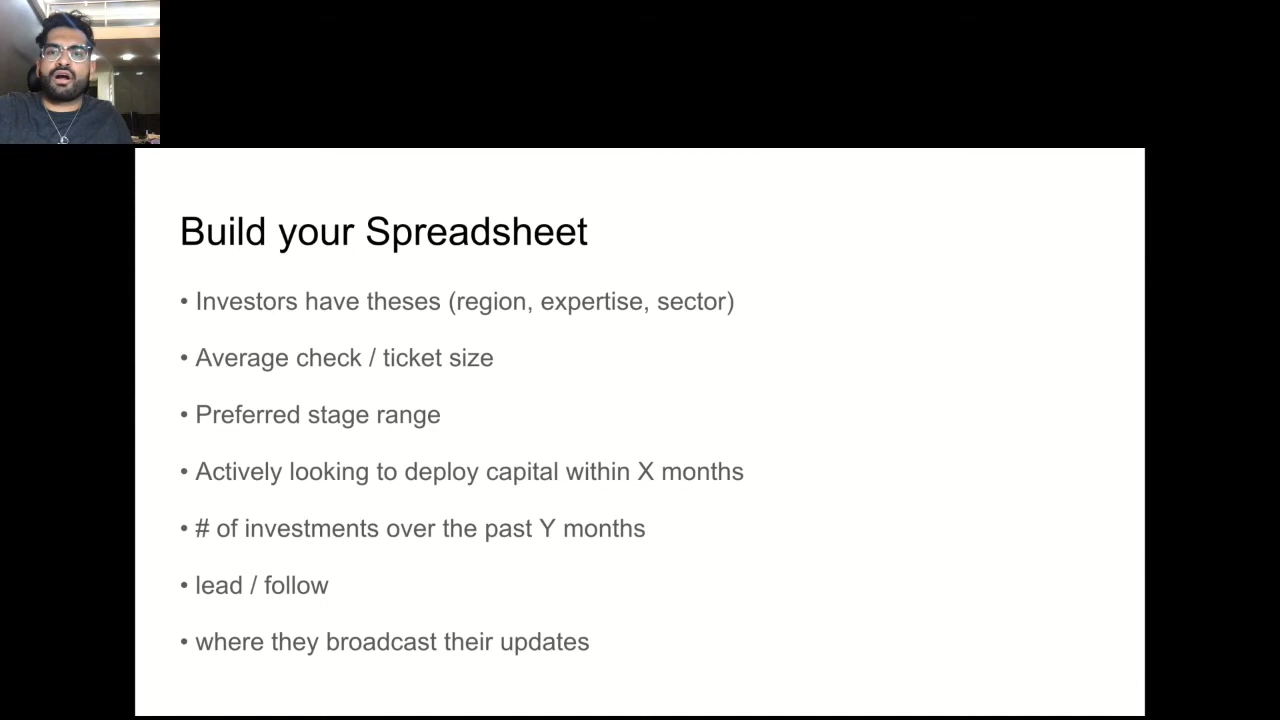 Build your Spreadsheet
• Investors have theses (region, expertise, sector)
• Average check / ticket size
• Preferred stage range
• Actively looking to deploy capital within X months
• # of investments over the past Y months
• lead / follow
• where they broadcast their updates